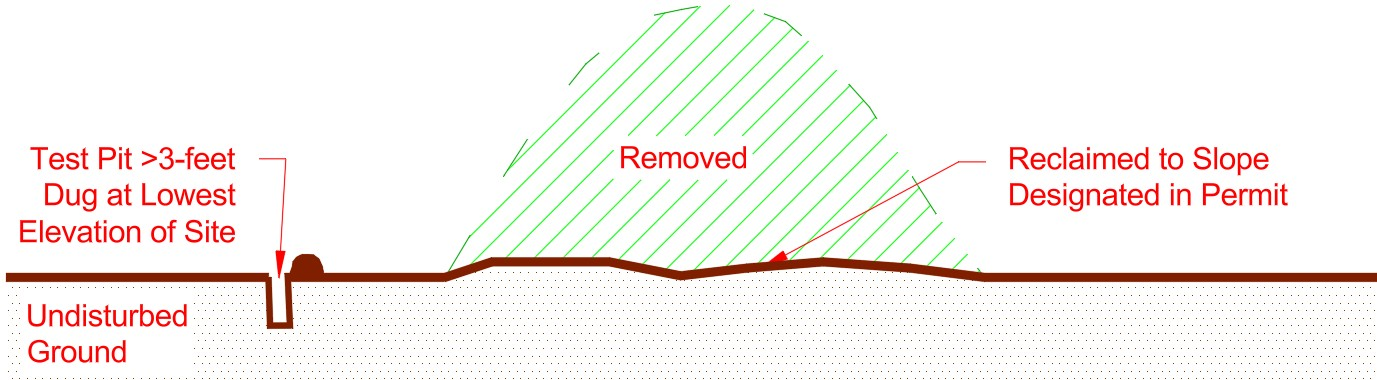 Test Pit >3-feet
Dug at Lowest
Elevation of Site
Removed
Reclaimed to Slope
Designated in Permit
Undisturbed
Ground